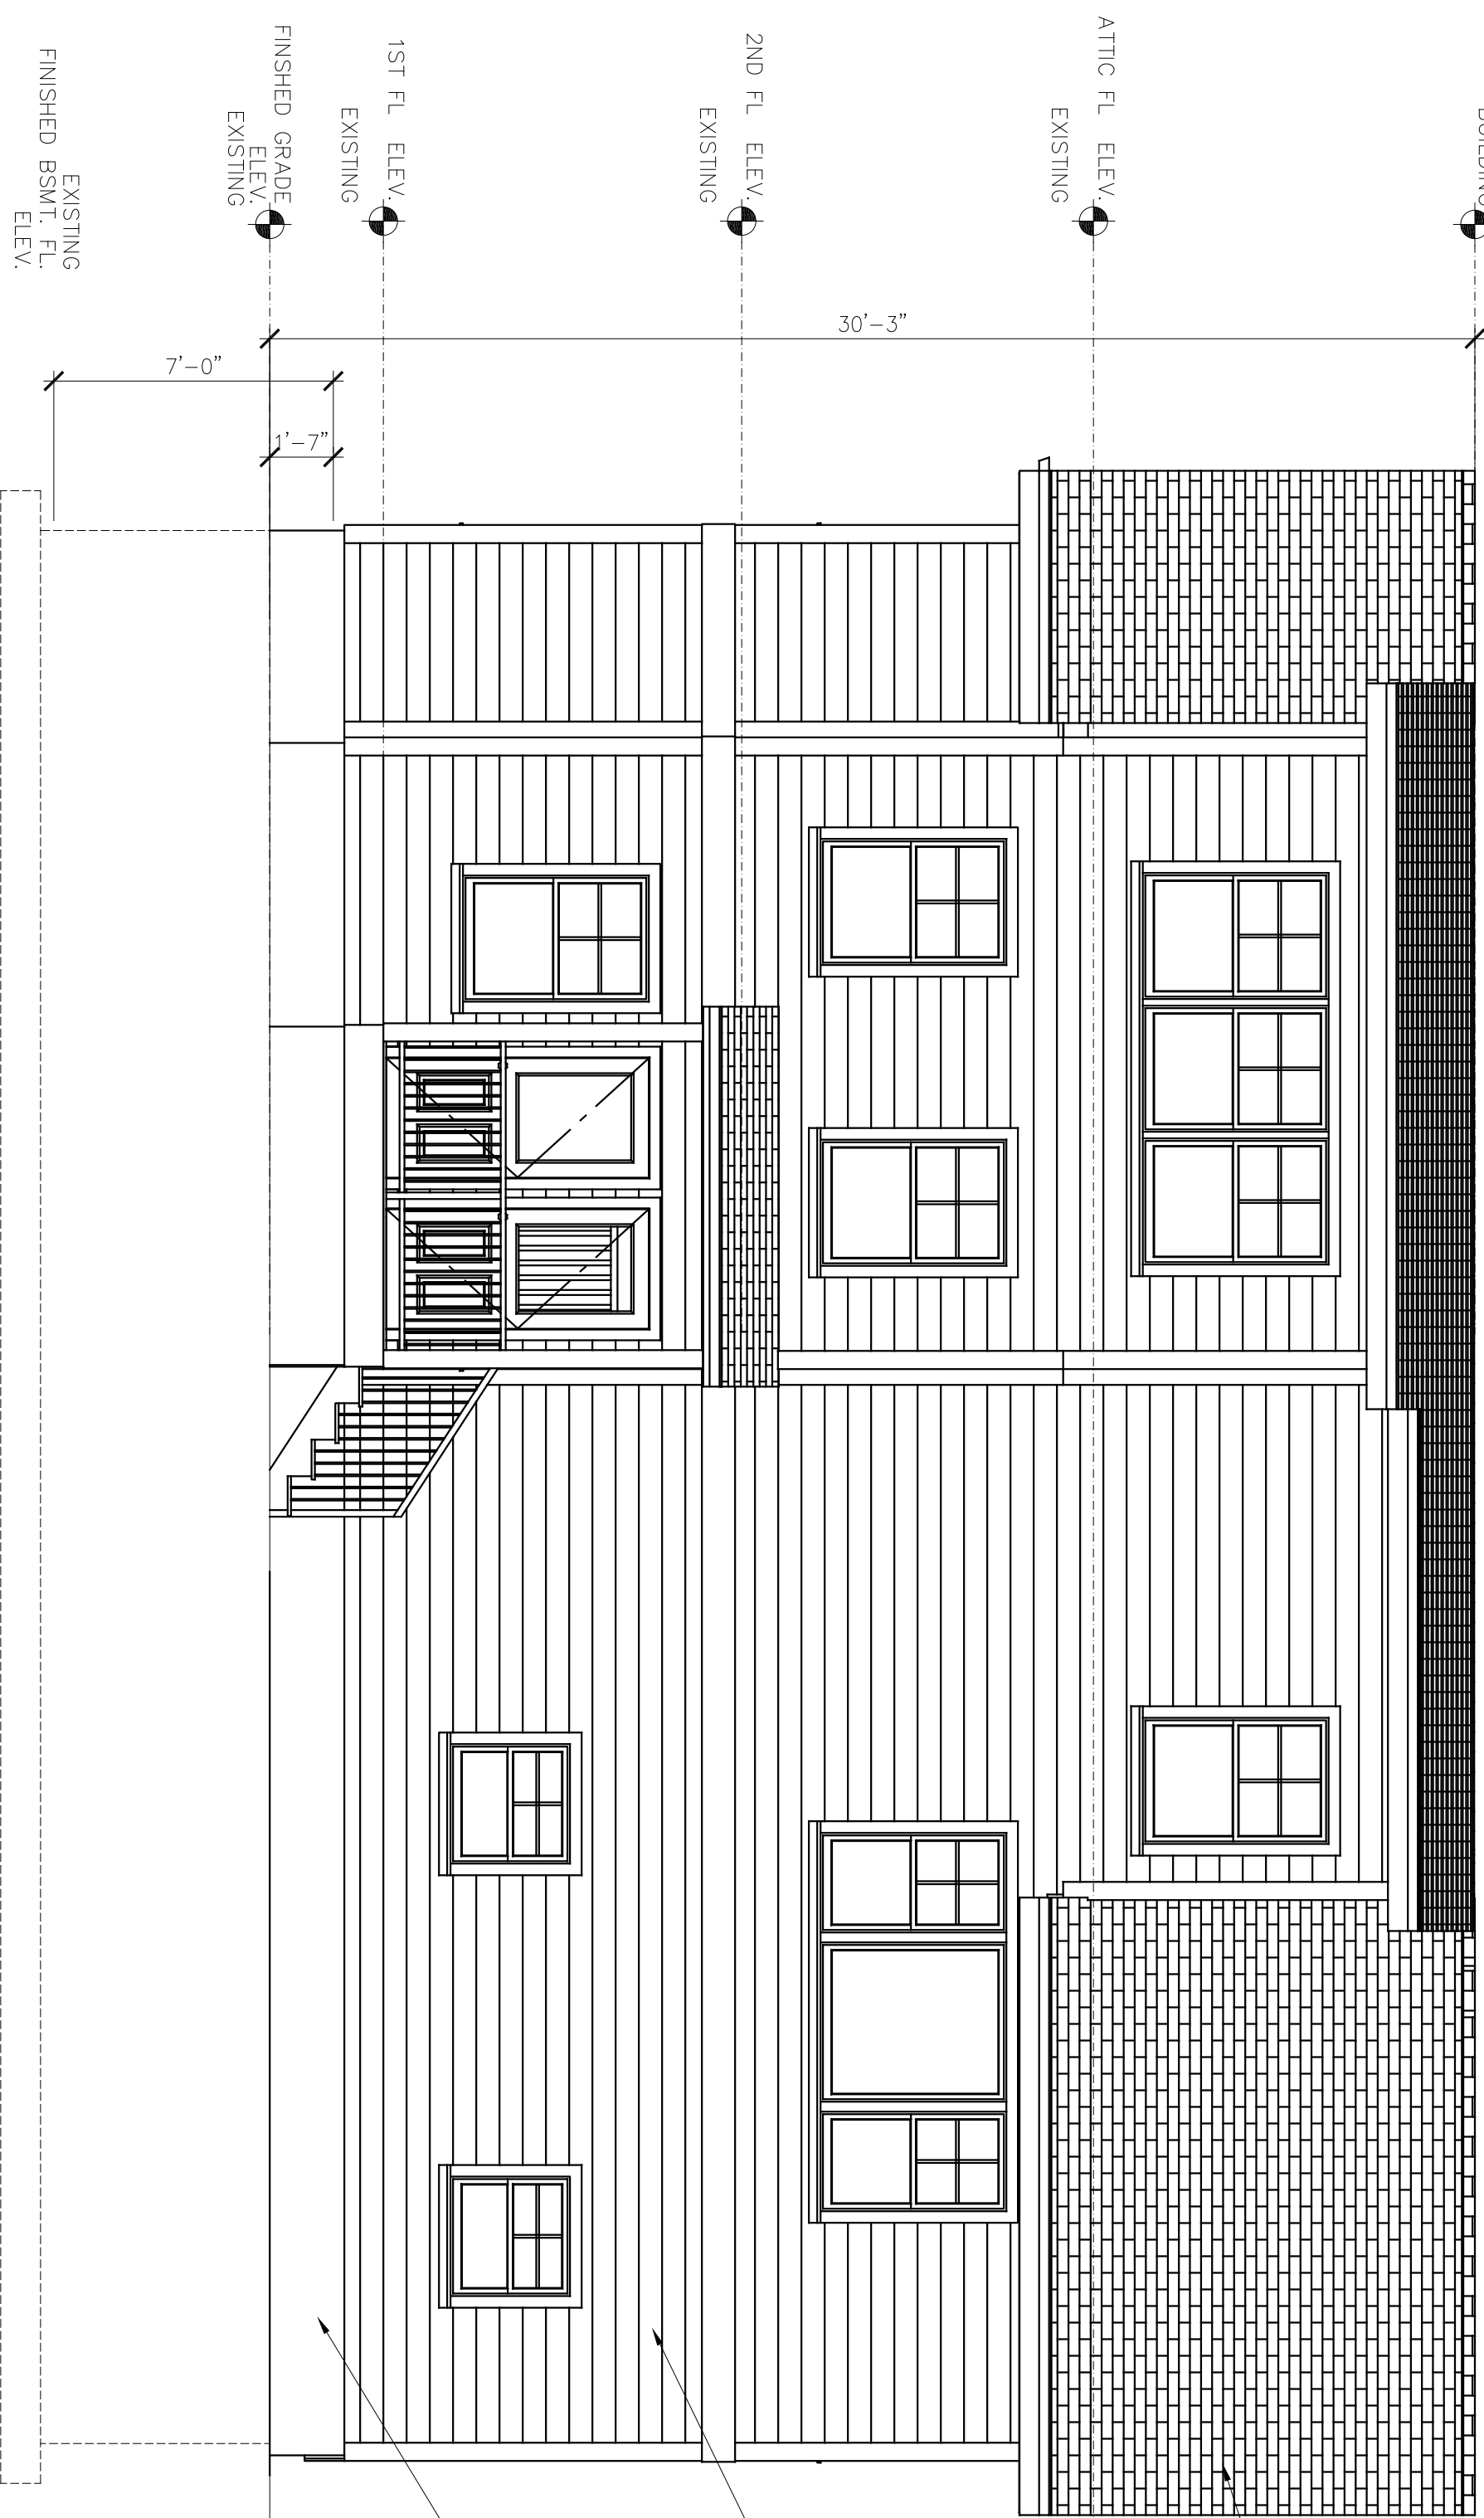 BUILDING
ATTIC FL ELEV.
EXISTING
2ND FL ELEV.
EXISTING
1ST FL ELEV.
EXISTING
FINSHED GRADE
ELEV.
EXISTING
EXISTING
FINISHED BSMT. FL.
ELEV.
30'-3"
7'-0"
1'-7"